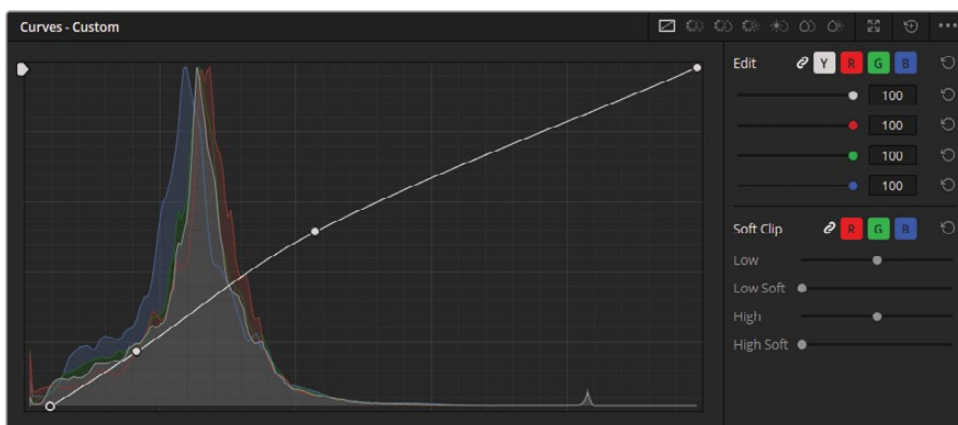 Curves - Custom
Edit Y R G B
100
100
100
100
Soft Clip R G B
Low
Low Soft
High
High Soft